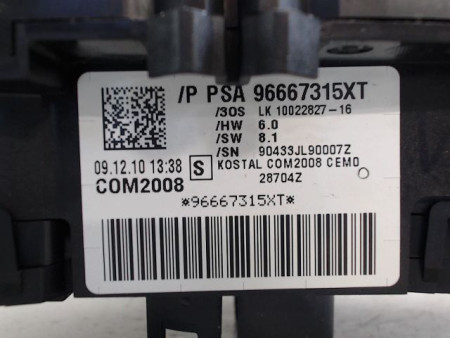 /P PSA 96667315XT
/SOS LK 10022827-16
/HW 6.0
/SW 8.1
/SN 90433JL90007Z
09.12.10 13:38 S KOSTAL COM2008 CEMO
COM2008 28704Z
*96667315XT*